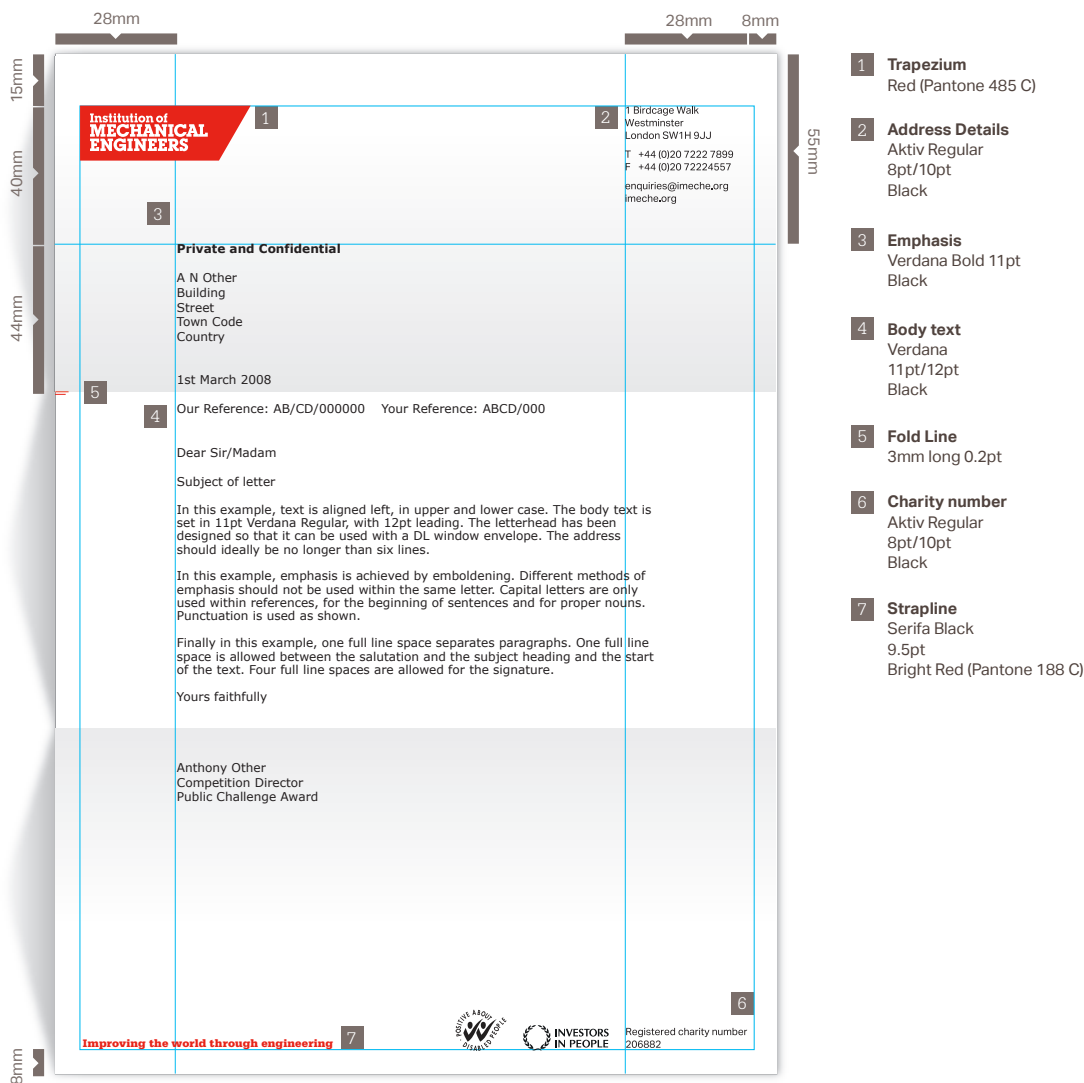 28mm
28mm
8mm
15mm
40mm
44mm
8mm
55mm
Institution of
MECHANICAL
ENGINEERS
1
2
1 Birdcage Walk
Westminster
London SW1H 9JJ
T +44 (0)20 7222 7899
F +44 (0)20 72224557
enquiries@imeche.org
imeche.org
3
Private and Confidential
A N Other
Building
Street
Town Code
Country
1st March 2008
5
4
Our Reference: AB/CD/000000 Your Reference: ABCD/000
Dear Sir/Madam
Subject of letter
In this example, text is aligned left, in upper and lower case. The body text is
set in 11pt Verdana Regular, with 12pt leading. The letterhead has been
designed so that it can be used with a DL window envelope. The address
should ideally be no longer than six lines.
In this example, emphasis is achieved by emboldening. Different methods of
emphasis should not be used within the same letter. Capital letters are only
used within references, for the beginning of sentences and for proper nouns.
Punctuation is used as shown.
Finally in this example, one full line space separates paragraphs. One full line
space is allowed between the salutation and the subject heading and the start
of the text. Four full line spaces are allowed for the signature.
Yours faithfully
Anthony Other
Competition Director
Public Challenge Award
6
Improving the world through engineering
7
POSITIVE ABOUT
DISABLED PEOPLE
INVESTORS
IN PEOPLE
Registered charity number
206882
1 Trapezium
Red (Pantone 485 C)
2 Address Details
Aktiv Regular
8pt/10pt
Black
3 Emphasis
Verdana Bold 11pt
Black
4 Body text
Verdana
11pt/12pt
Black
5 Fold Line
3mm long 0.2pt
6 Charity number
Aktiv Regular
8pt/10pt
Black
7 Strapline
Serifa Black
9.5pt
Bright Red (Pantone 188 C)